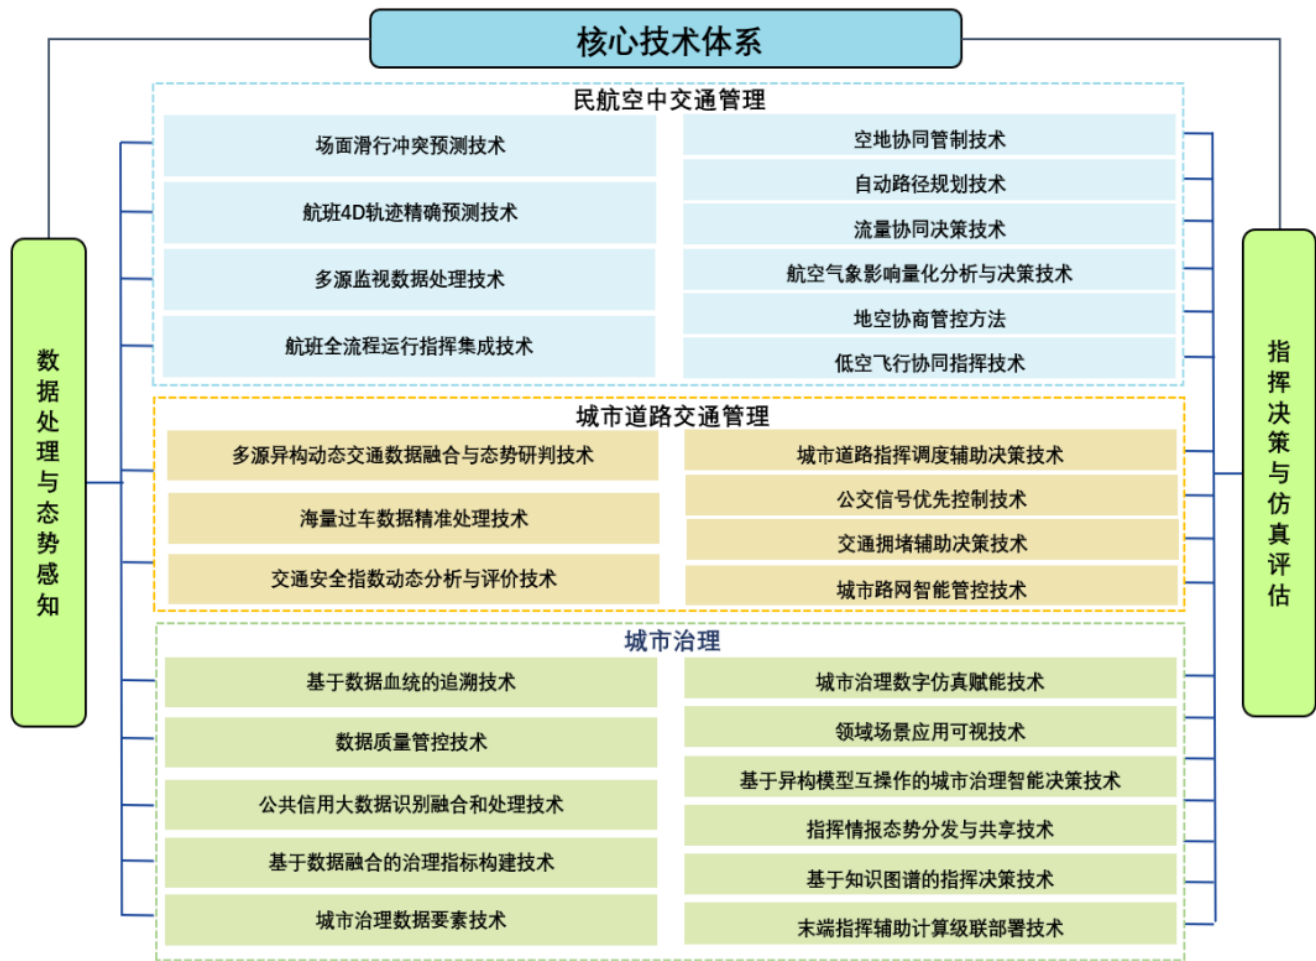 核心技术体系
数据处理与态势感知
民航空中交通管理
场面滑行冲突预测技术
航班4D轨迹精确预测技术
多源监视数据处理技术
航班全流程运行指挥集成技术
空地协同管制技术
自动路径规划技术
流量协同决策技术
航空气象影响量化分析与决策技术
地空协商管控方法
低空飞行协同指挥技术
城市道路交通管理
多源异构动态交通数据融合与态势研判技术
海量过车数据精准处理技术
交通安全指数动态分析与评价技术
城市道路指挥调度辅助决策技术
公交信号优先控制技术
交通拥堵辅助决策技术
城市路网智能管控技术
城市治理
基于数据血统的追溯技术
数据质量管控技术
公共信用大数据识别融合和处理技术
基于数据融合的治理指标构建技术
城市治理数据要素技术
城市治理数字仿真赋能技术
领域场景应用可视技术
基于异构模型互操作的城市治理智能决策技术
指挥情报态势分发与共享技术
基于知识图谱的指挥决策技术
末端指挥辅助计算级联部署技术
指挥决策与仿真评估